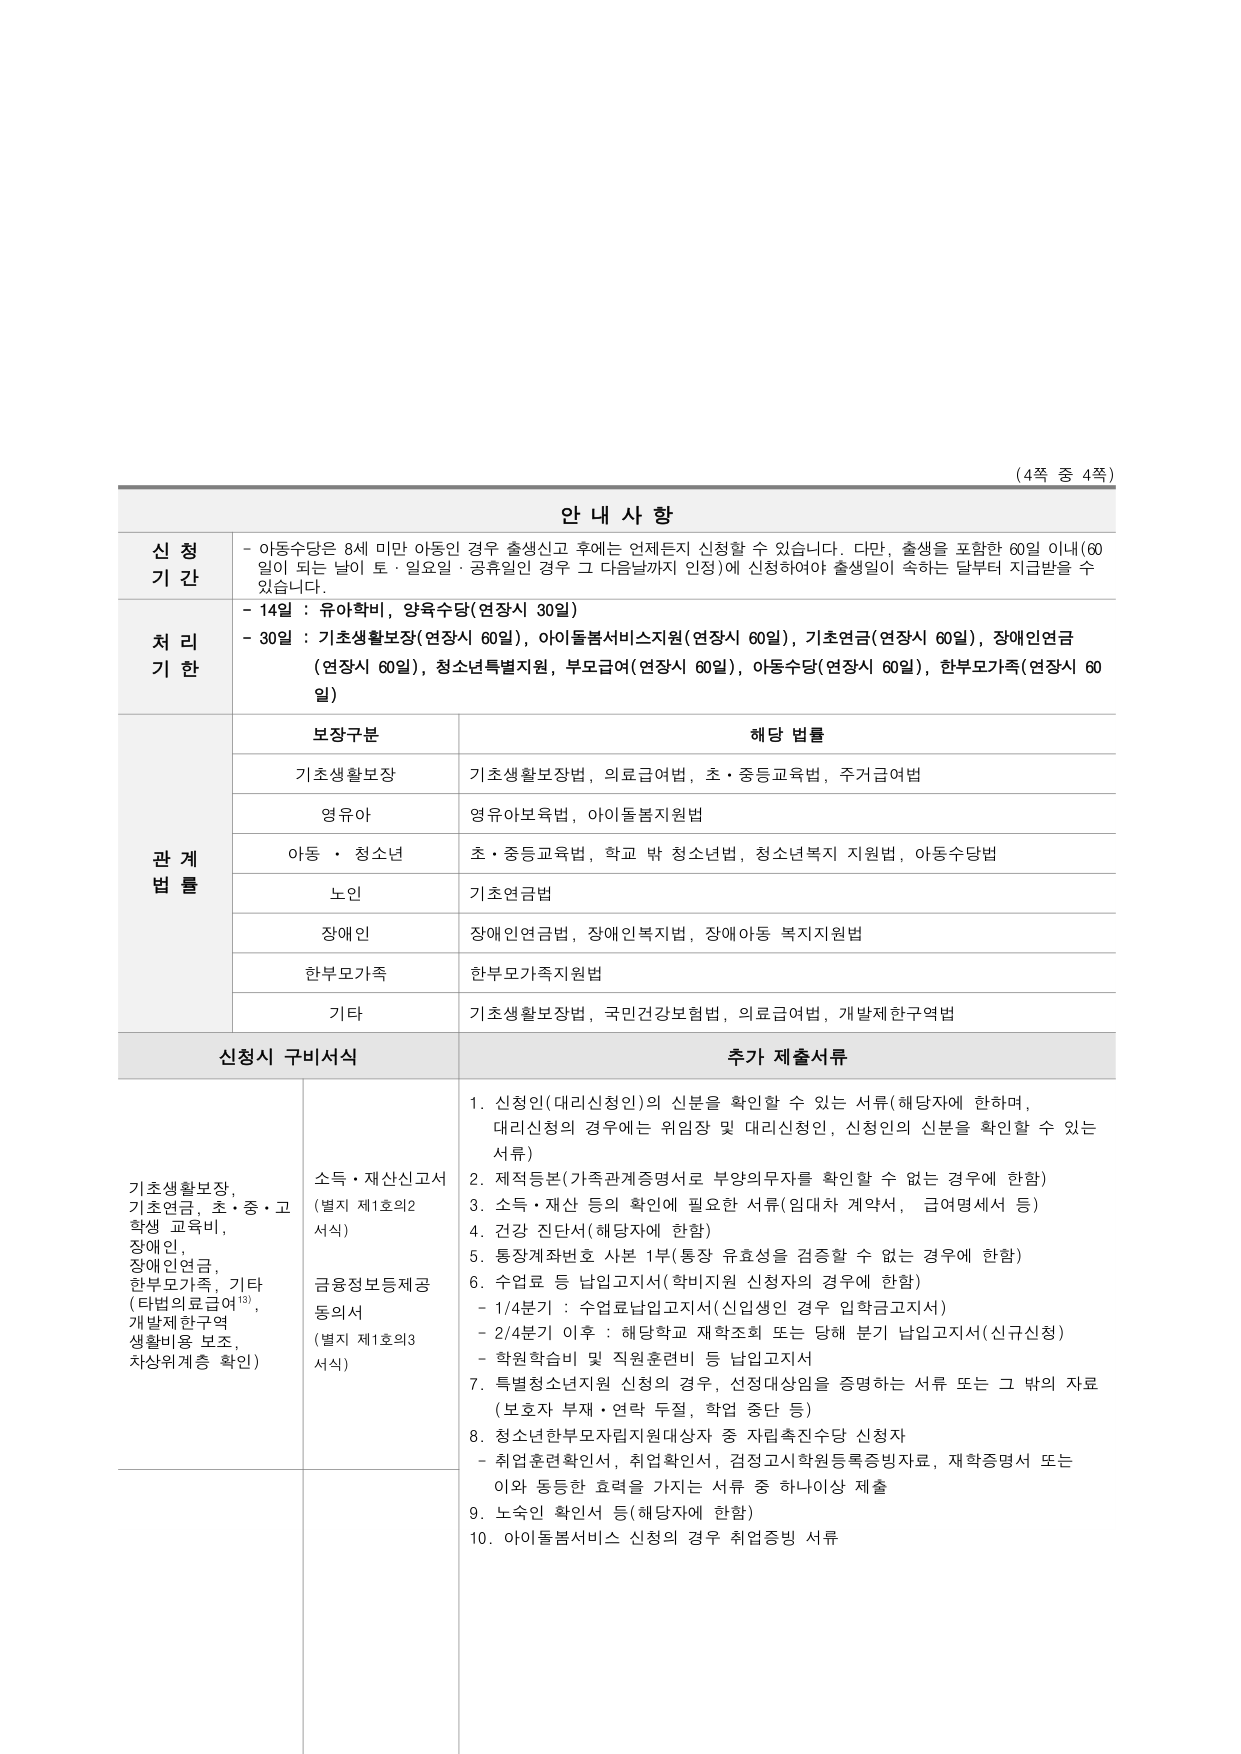 (4쪽 중 4쪽)
안 내 사 항
신 청
기 간
- 아동수당은 8세 미만 아동인 경우 출생신고 후에는 언제든지 신청할 수 있습니다. 다만, 출생을 포함한 60일 이내(60
일이 되는 날이 토·일요일·공휴일인 경우 그 다음날까지 인정)에 신청하여야 출생일이 속하는 달부터 지급받을 수
있습니다.
처 리
기 한
- 14일 : 유아학비, 양육수당(연장시 30일)
- 30일 : 기초생활보장(연장시 60일), 아이돌봄서비스지원(연장시 60일), 기초연금(연장시 60일), 장애인연금
(연장시 60일), 청소년특별지원, 부모급여(연장시 60일), 아동수당(연장시 60일), 한부모가족(연장시 60
일)
관 계
법 률
보장구분 해당 법률
기초생활보장 기초생활보장법, 의료급여법, 초·중등교육법, 주거급여법
영유아 영유아보육법, 아이돌봄지원법
아동 · 청소년 초·중등교육법, 학교 밖 청소년법, 청소년복지 지원법, 아동수당법
노인 기초연금법
장애인 장애인연금법, 장애인복지법, 장애아동 복지지원법
한부모가족 한부모가족지원법
기타 기초생활보장법, 국민건강보험법, 의료급여법, 개발제한구역법
신청시 구비서식 추가 제출서류
기초생활보장,
기초연금, 초·중·고
학생 교육비,
장애인,
장애인연금,
한부모가족, 기타
(타법의료급여13),
개발제한구역
생활비용 보조,
차상위계층 확인)
소득·재산신고서
(별지 제1호의2
서식)
금융정보등제공
동의서
(별지 제1호의3
서식)
1. 신청인(대리신청인)의 신분을 확인할 수 있는 서류(해당자에 한하며,
대리신청의 경우에는 위임장 및 대리신청인, 신청인의 신분을 확인할 수 있는
서류)
2. 제적등본(가족관계증명서로 부양의무자를 확인할 수 없는 경우에 한함)
3. 소득·재산 등의 확인에 필요한 서류(임대차 계약서, 급여명세서 등)
4. 건강 진단서(해당자에 한함)
5. 통장계좌번호 사본 1부(통장 유효성을 검증할 수 없는 경우에 한함)
6. 수업료 등 납입고지서(학비지원 신청자의 경우에 한함)
- 1/4분기 : 수업료납입고지서(신입생인 경우 입학금고지서)
- 2/4분기 이후 : 해당학교 재학조회 또는 당해 분기 납입고지서(신규신청)
- 학원학습비 및 직원훈련비 등 납입고지서
7. 특별청소년지원 신청의 경우, 선정대상임을 증명하는 서류 또는 그 밖의 자료
(보호자 부재·연락 두절, 학업 중단 등)
8. 청소년한부모자립지원대상자 중 자립촉진수당 신청자
- 취업훈련확인서, 취업확인서, 검정고시학원등록증빙자료, 재학증명서 또는
이와 동등한 효력을 가지는 서류 중 하나이상 제출
9. 노숙인 확인서 등(해당자에 한함)
10. 아이돌봄서비스 신청의 경우 취업증빙 서류